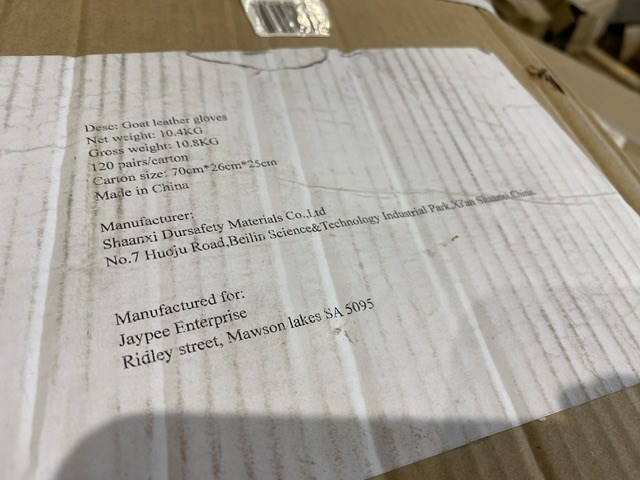 Desc: Goat leather gloves
Net weight: 10.4KG
Gross weight: 10.8KG
120 pairs/carton
Carton size: 70cm*26cm*25cm
Made in China
Manufacturer:
Shaanxi Dursafety Materials Co.,Ltd
No.7 Huoju Road,Beilin Science&Technology Industrial Park,Xi'an Shaanxi,China
Manufactured for:
Jaypee Enterprise
Ridley street, Mawson lakes SA 5095